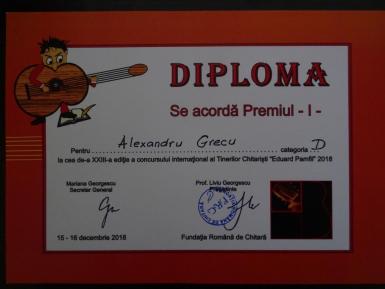 DIPLOMA
Se acordă Premiul - I -
Pentru Alexandru Grecu categoria D
la cea de-a XXIII-a ediție a concursului internațional al Tinerilor Chitariști "Eduard Pamfil" 2018
Mariana Georgescu
Secretar General
Prof. Liviu Georgescu
Președinte
15 - 16 decembrie 2018
Fundația Română de Chitară